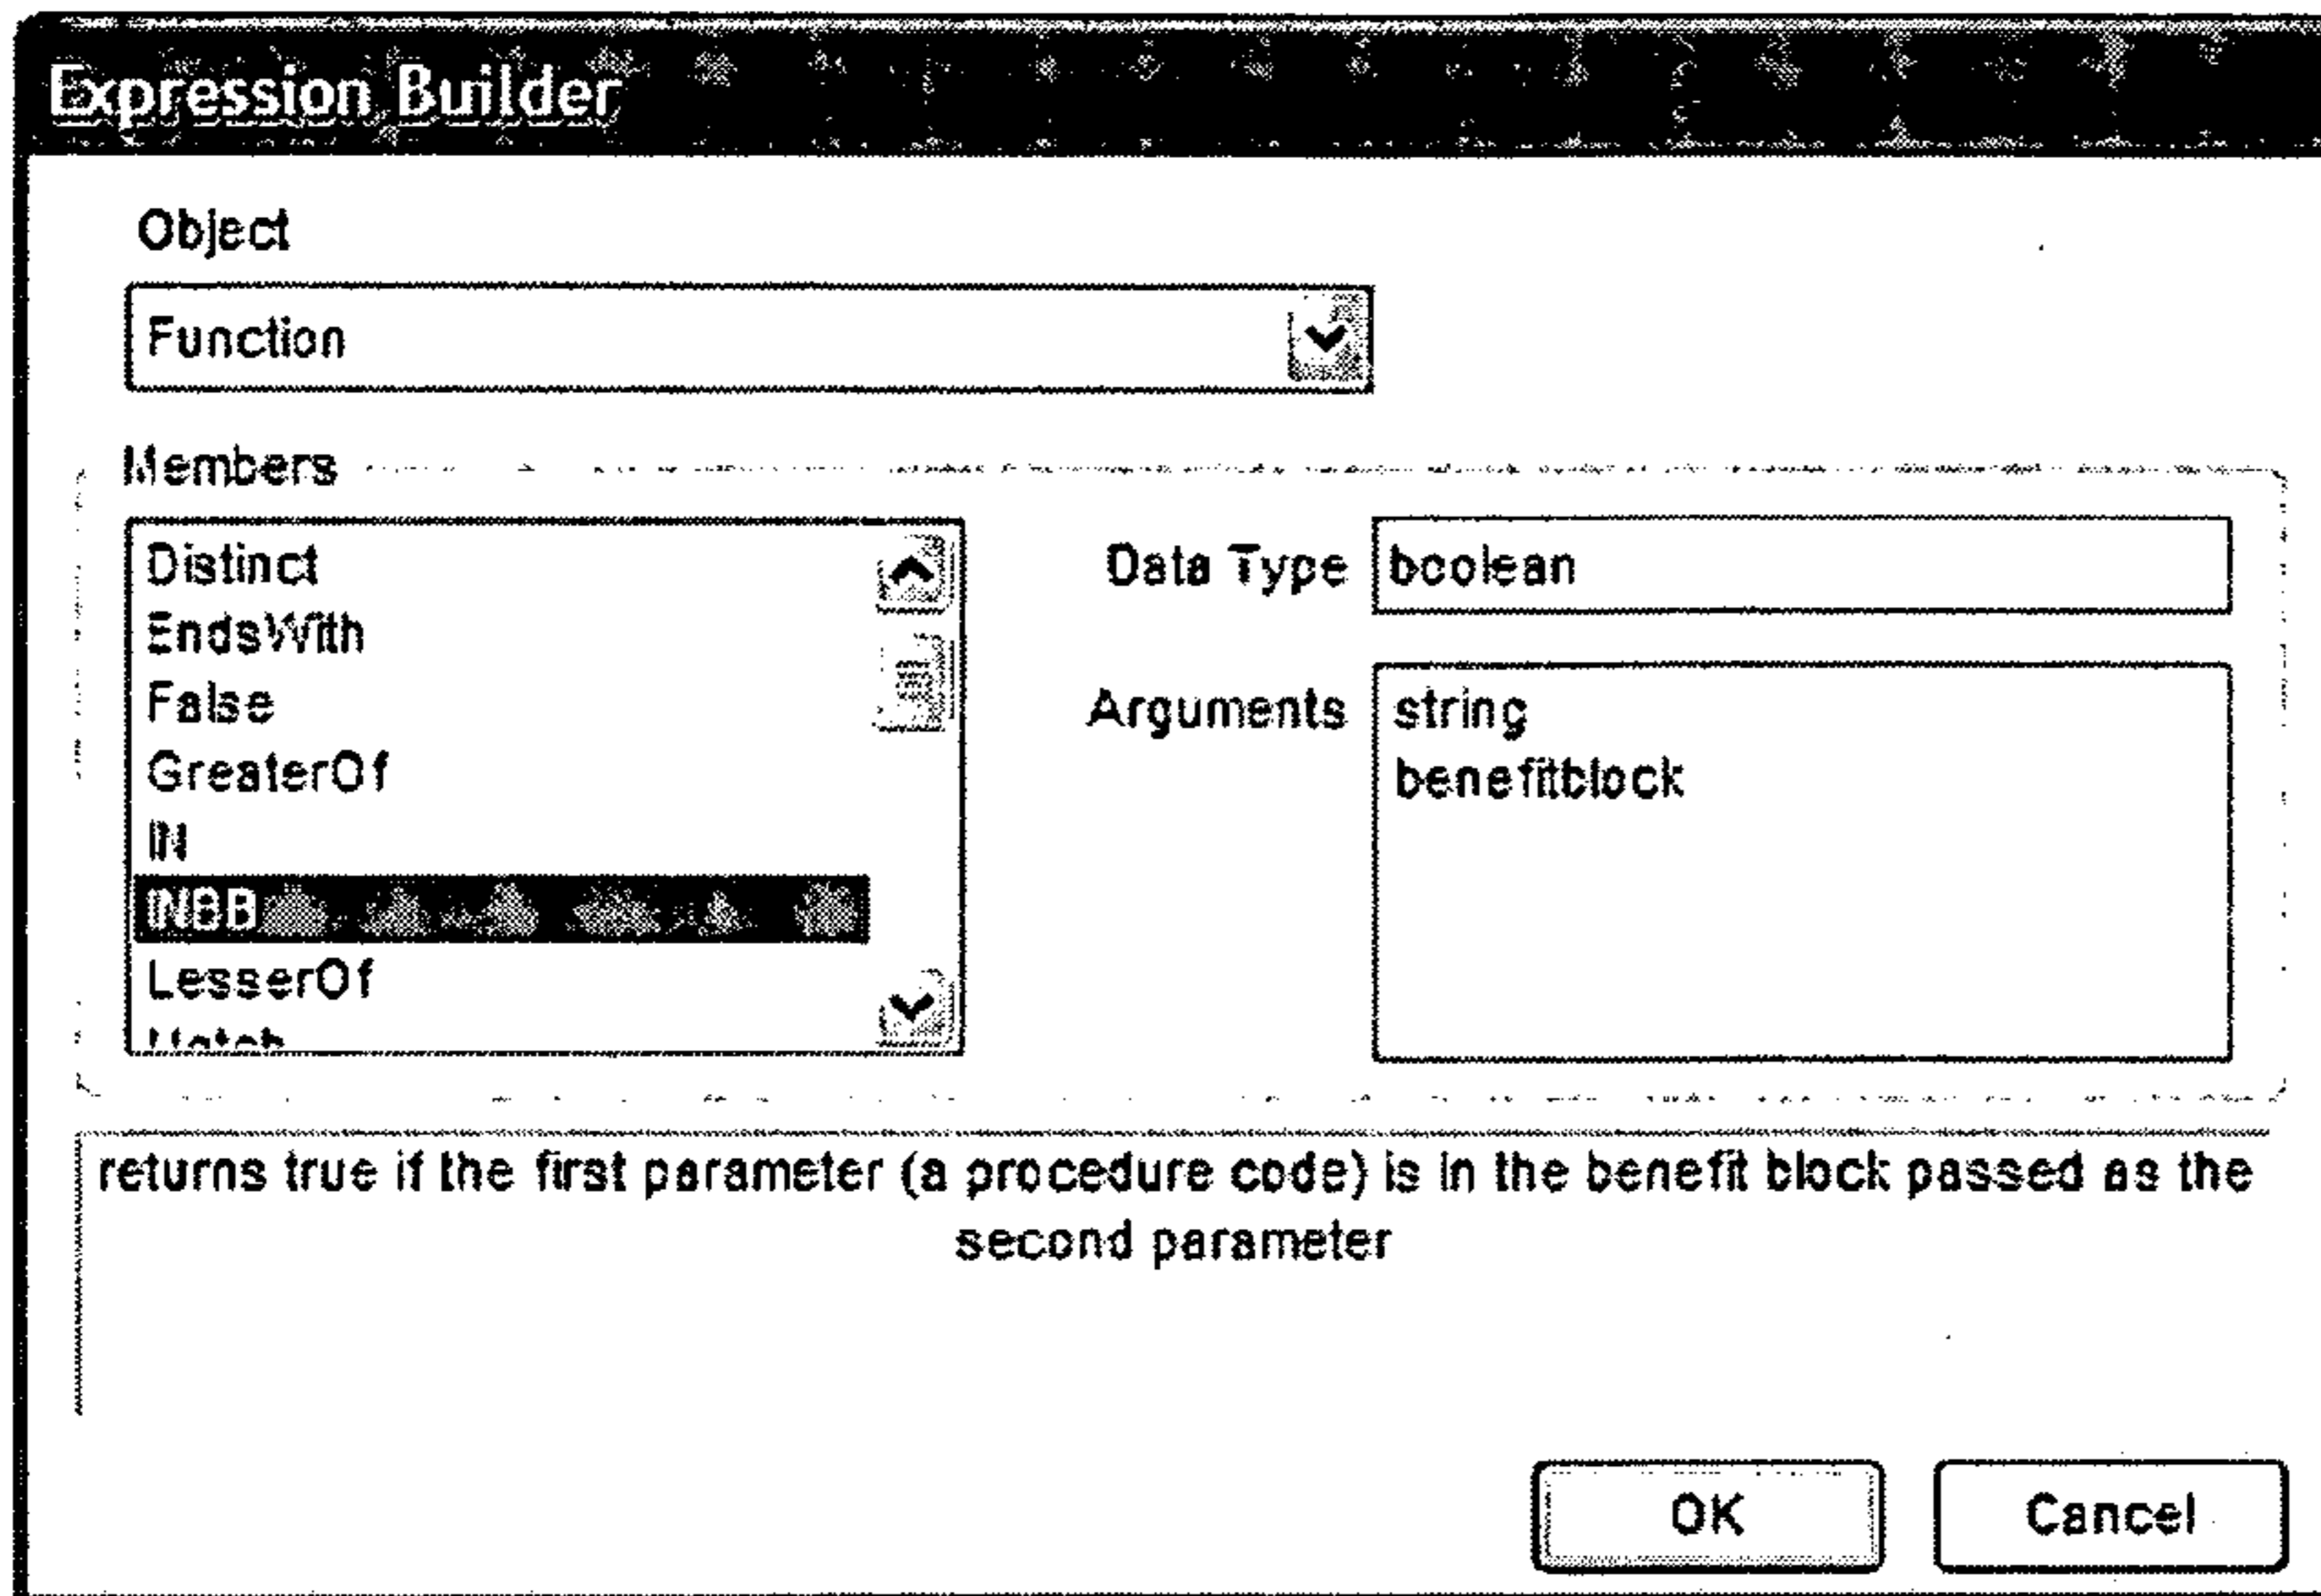 Expression Builder
Object
Function
Members
Distinct
EndsWith
False
GreaterOf
IN
INBB
LesserOf
Data Type
boolean
Arguments
string
benefitblock
returns true if the first parameter (a procedure code) is in the benefit block passed as the
second parameter
OK
Cancel